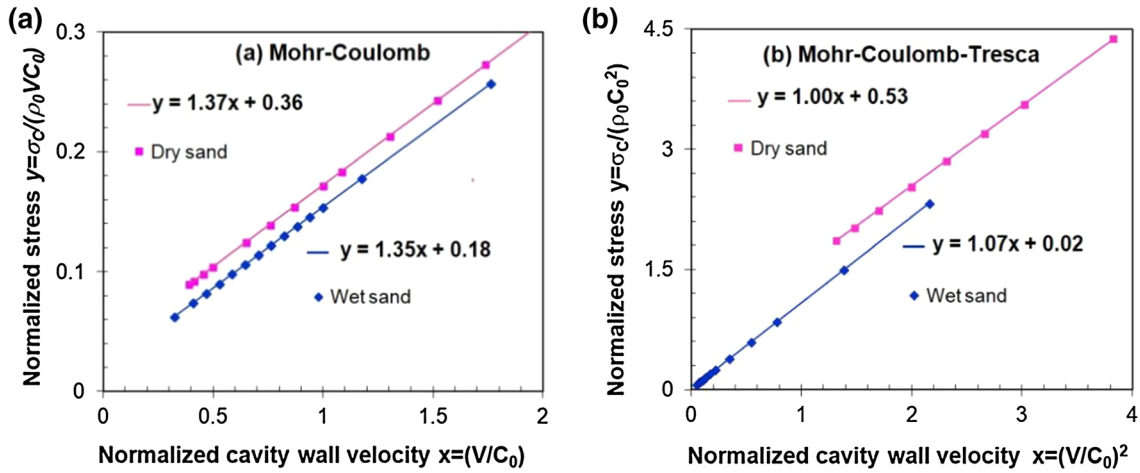 (a)
Normalized stress y=σc/(ρ0VC0)
0.3
0.2
0.1
0
(a) Mohr-Coulomb
y = 1.37x + 0.36
Dry sand
y = 1.35x + 0.18
Wet sand
0 0.5 1 1.5 2
Normalized cavity wall velocity x=(V/C0)
(b)
Normalized stress y=σc/(ρ0C0²)
4.5
3
1.5
0
(b) Mohr-Coulomb-Tresca
y = 1.00x + 0.53
Dry sand
y = 1.07x + 0.02
Wet sand
0 1 2 3 4
Normalized cavity wall velocity x=(V/C0)²